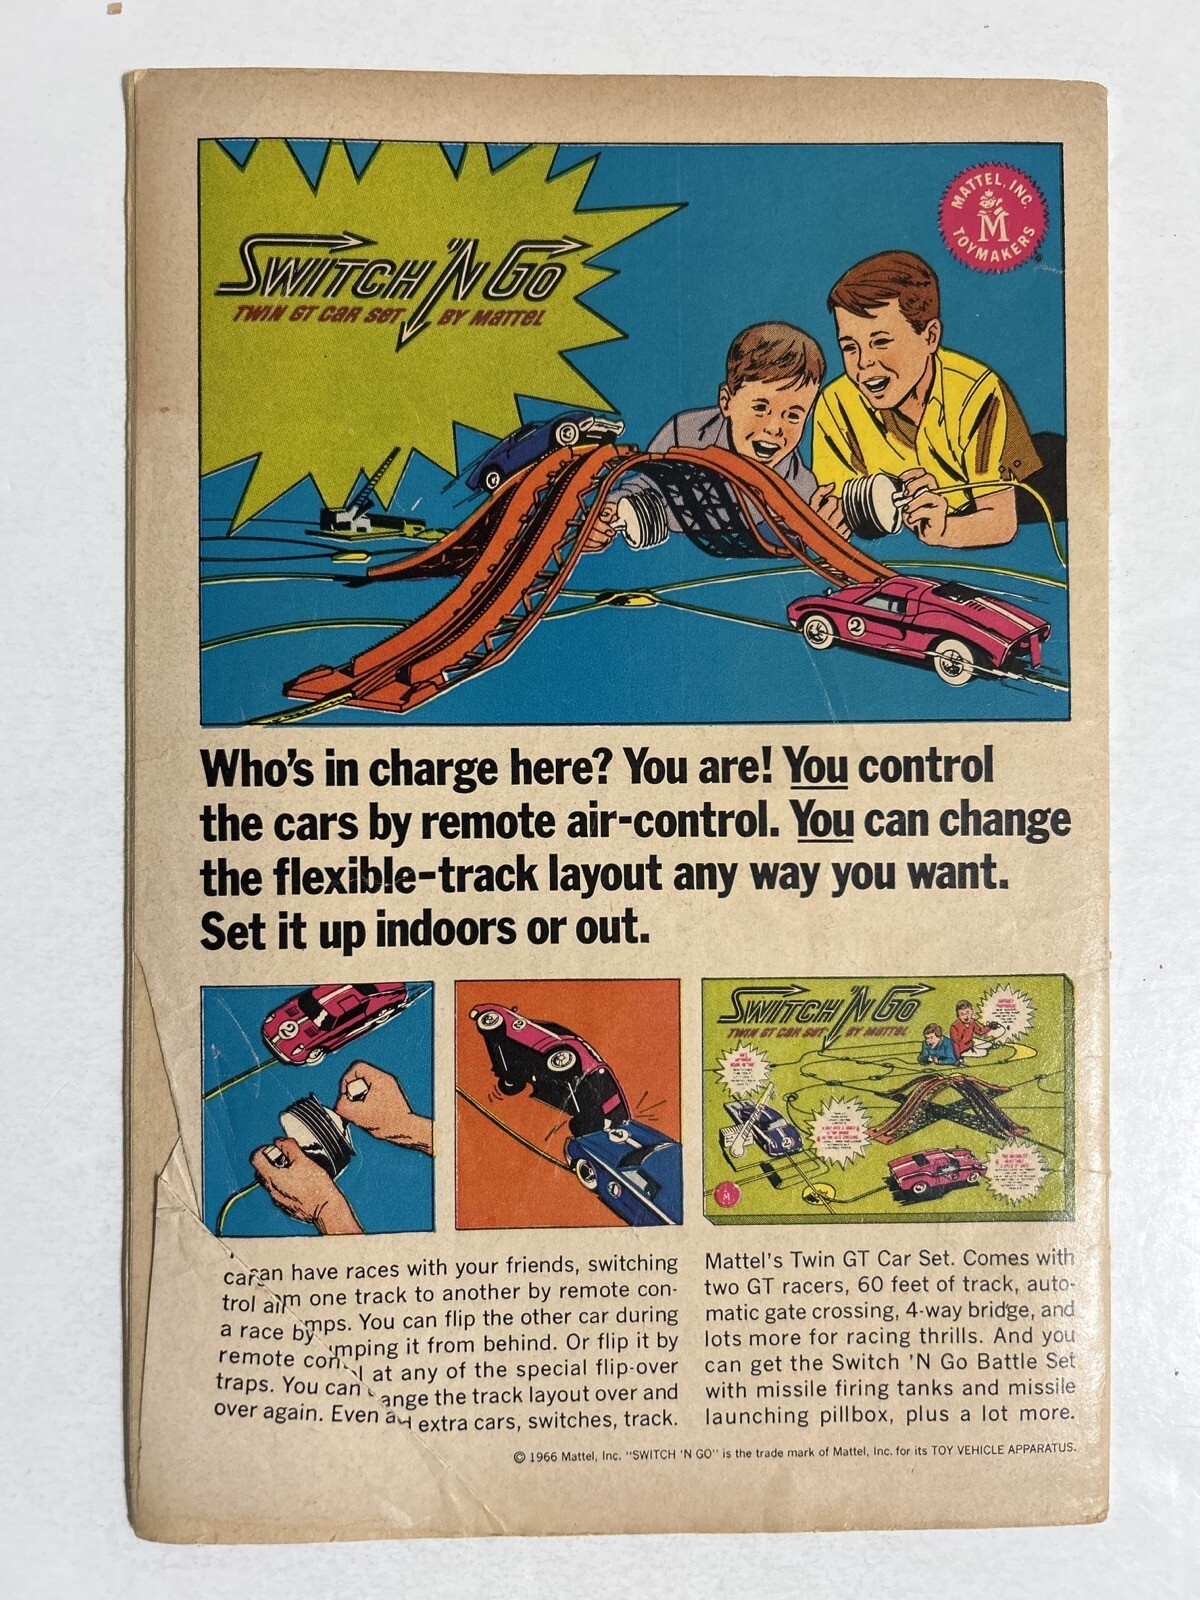 SWITCH 'N GO
TWIN GT CAR SET BY MATTEL
MATTEL, INC.
M
TOYMAKERS
2
Who's in charge here? You are! You control
the cars by remote air-control. You can change
the flexible-track layout any way you want.
Set it up indoors or out.
2
2
SWITCH 'N GO
TWIN GT CAR SET BY MATTEL
M
an have races with your friends, switching
trol one track to another by remote con-
a race by You can flip the other car during
remote it from behind. Or flip it by
traps. You can at any of the special flip-over
over again. Even the track layout over and
extra cars, switches, track.
Mattel's Twin GT Car Set. Comes with
two GT racers, 60 feet of track, auto-
matic gate crossing, 4-way bridge, and
lots more for racing thrills. And you
can get the Switch 'N Go Battle Set
with missile firing tanks and missile
launching pillbox, plus a lot more.
© 1966 Mattel, Inc. "SWITCH 'N GO" is the trade mark of Mattel, Inc. for its TOY VEHICLE APPARATUS.